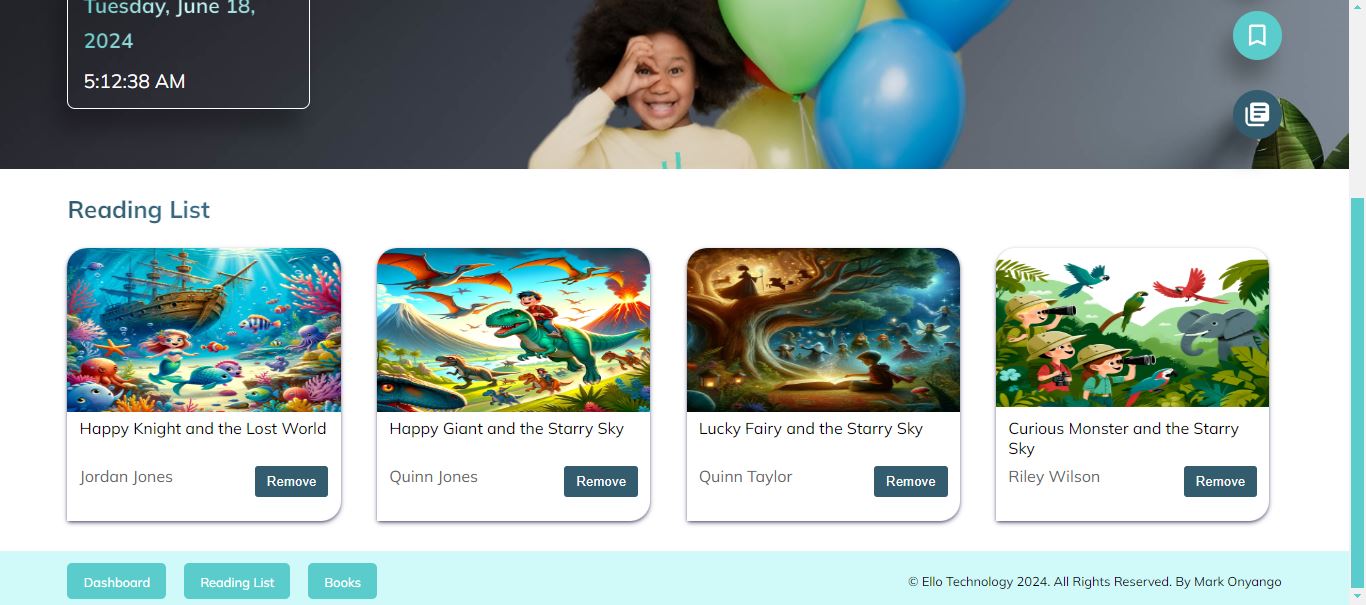 Tuesday, June 18,
2024
5:12:38 AM
Reading List
Happy Knight and the Lost World
Jordan Jones
Remove
Happy Giant and the Starry Sky
Quinn Jones
Remove
Lucky Fairy and the Starry Sky
Quinn Taylor
Remove
Curious Monster and the Starry
Sky
Riley Wilson
Remove
Dashboard
Reading List
Books
© Ello Technology 2024. All Rights Reserved. By Mark Onyango